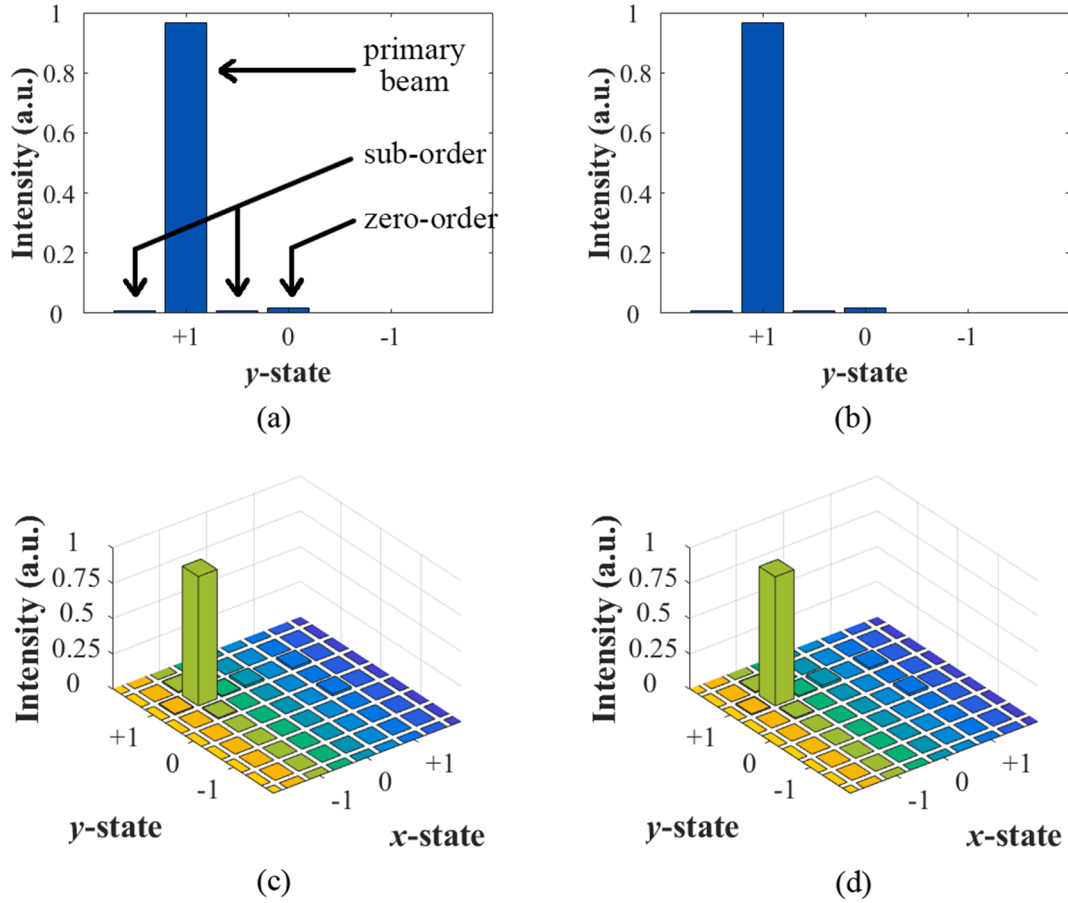 1
0.8
0.6
0.4
0.2
0
Intensity (a.u.)
primary
beam
sub-order
zero-order
+1
0
-1
y-state
(a)
1
0.8
0.6
0.4
0.2
0
Intensity (a.u.)
+1
0
-1
y-state
(b)
1
0.75
0.5
0.25
0
Intensity (a.u.)
+1
0
-1
y-state
-1
0
+1
x-state
(c)
1
0.75
0.5
0.25
0
Intensity (a.u.)
+1
0
-1
y-state
-1
0
+1
x-state
(d)